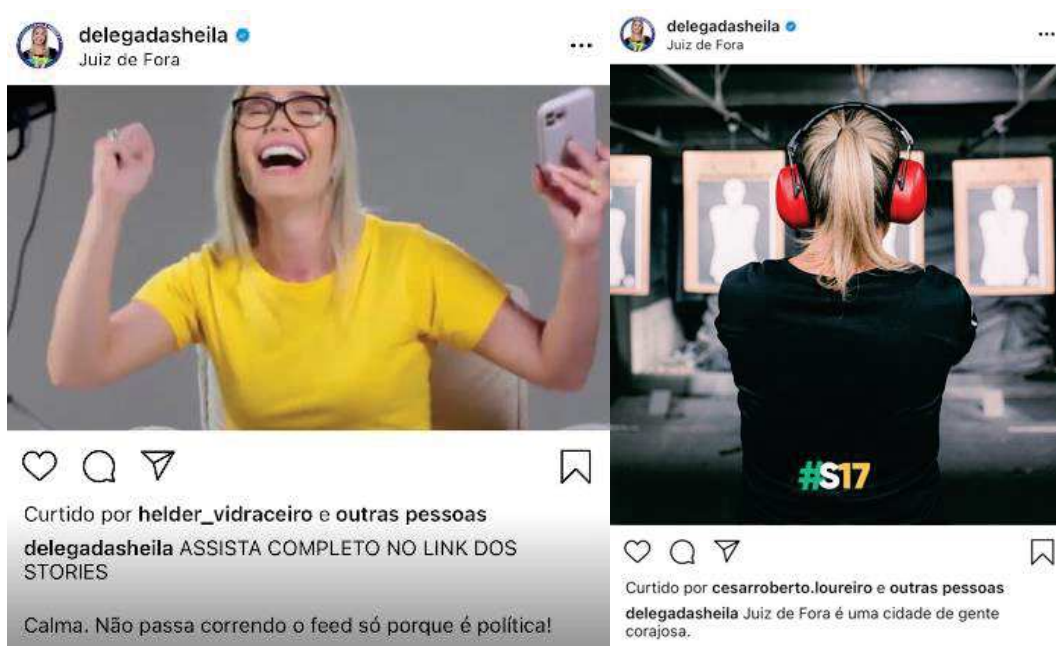 delegadasheila
Juiz de Fora
Curtido por helder_vidraceiro e outras pessoas
delegadasheila ASSISTA COMPLETO NO LINK DOS
STORIES
Calma. Não passa correndo o feed só porque é política!
delegadasheila
Juiz de Fora
#S17
Curtido por cesarroberto.loureiro e outras pessoas
delegadasheila Juiz de Fora é uma cidade de gente
corajosa.